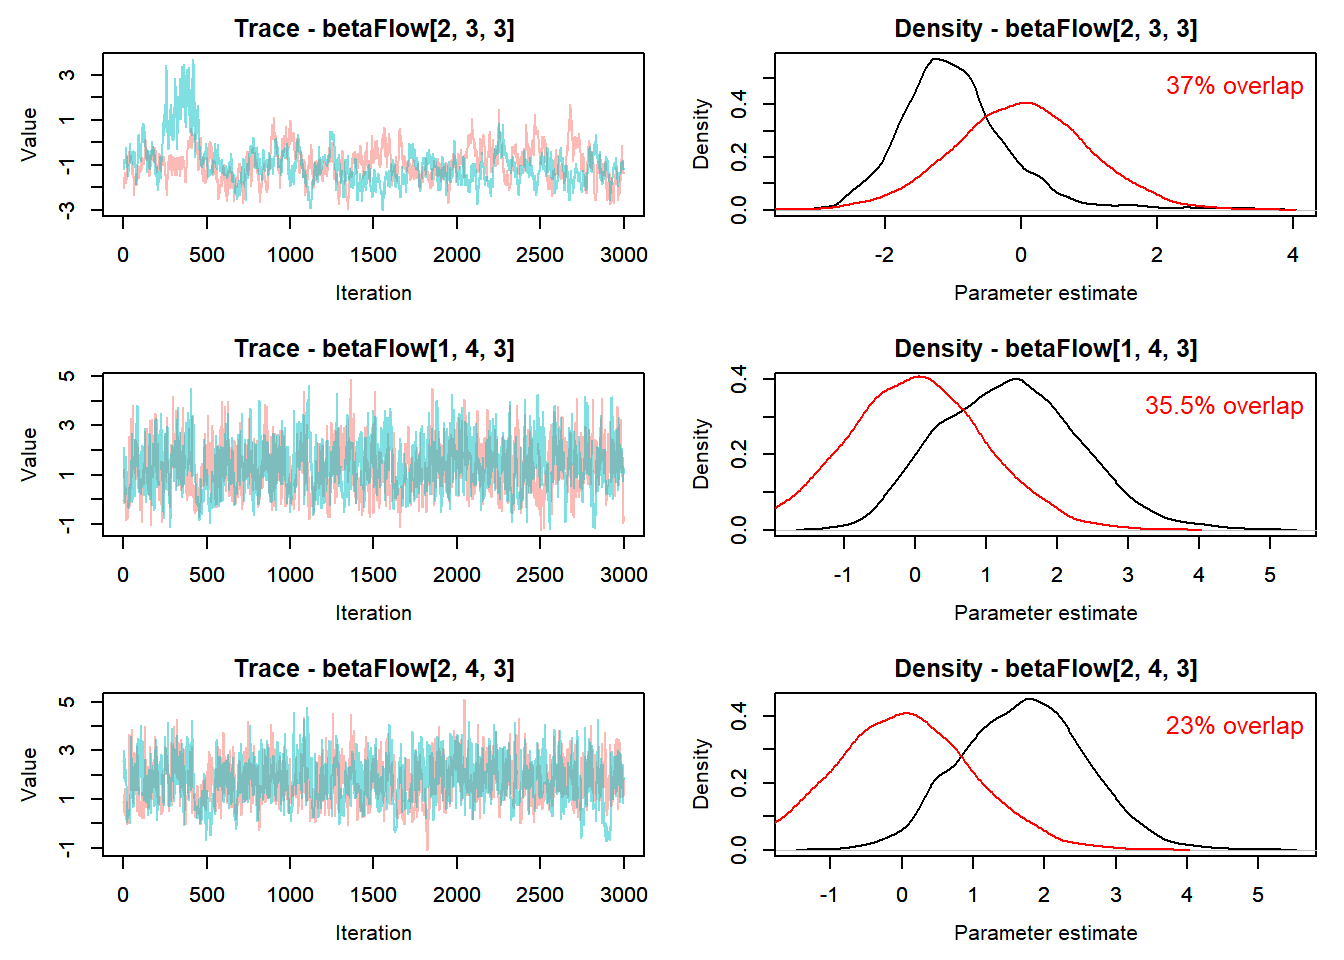 Trace - betaFlow[2, 3, 3]
Value
3
1
-1
-3
0 500 1000 1500 2000 2500 3000
Iteration
Density - betaFlow[2, 3, 3]
37% overlap
Density
0.4
0.2
0.0
-2 0 2 4
Parameter estimate
Trace - betaFlow[1, 4, 3]
Value
5
3
1
-1
0 500 1000 1500 2000 2500 3000
Iteration
Density - betaFlow[1, 4, 3]
35.5% overlap
Density
0.4
0.2
0.0
-1 0 1 2 3 4 5
Parameter estimate
Trace - betaFlow[2, 4, 3]
Value
5
3
1
-1
0 500 1000 1500 2000 2500 3000
Iteration
Density - betaFlow[2, 4, 3]
23% overlap
Density
0.4
0.2
0.0
-1 0 1 2 3 4 5
Parameter estimate